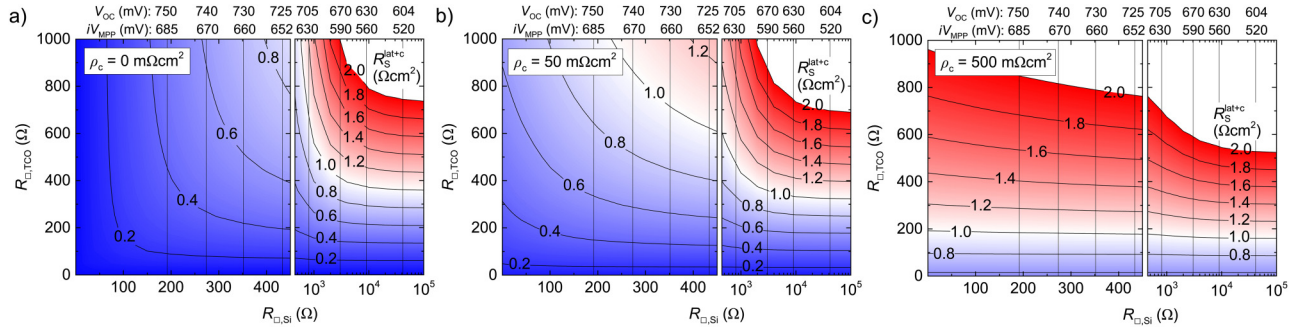 a)
V_OC (mV): 750 740 730 725 705 670 630 604
iV_MPP (mV): 685 670 660 652 630 590 560 520
1000
800
600
400
200
0
R_□,TCO (Ω)
ρ_c = 0 mΩcm²
R_S^lat+c
(Ωcm²)
0.2
0.4
0.6
0.8
2.0
1.8
1.6
1.4
1.2
1.0
0.8
0.6
0.4
0.2
100 200 300 400 10³ 10⁴ 10⁵
R_□,Si (Ω)
b)
V_OC (mV): 750 740 730 725 705 670 630 604
iV_MPP (mV): 685 670 660 652 630 590 560 520
1000
800
600
400
200
0
R_□,TCO (Ω)
ρ_c = 50 mΩcm²
R_S^lat+c
(Ωcm²)
1.2
1.0
0.8
0.6
0.4
0.2
2.0
1.8
1.6
1.4
1.2
1.0
0.8
0.6
0.4
0.2
100 200 300 400 10³ 10⁴ 10⁵
R_□,Si (Ω)
c)
V_OC (mV): 750 740 730 725 705 670 630 604
iV_MPP (mV): 685 670 660 652 630 590 560 520
1000
800
600
400
200
0
R_□,TCO (Ω)
ρ_c = 500 mΩcm²
R_S^lat+c
(Ωcm²)
2.0
1.8
1.6
1.4
1.2
1.0
0.8
2.0
1.8
1.6
1.4
1.2
1.0
0.8
100 200 300 400 10³ 10⁴ 10⁵
R_□,Si (Ω)